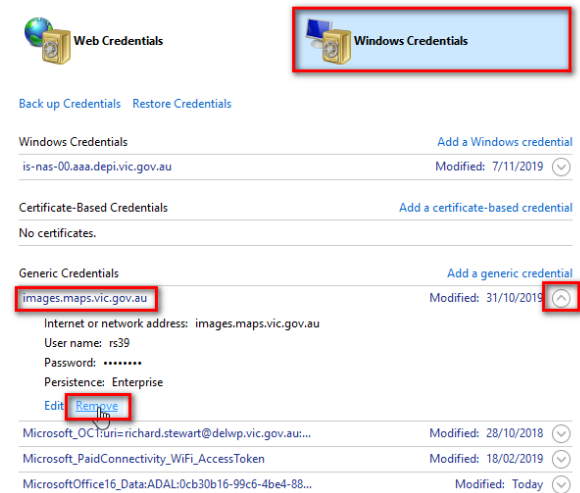 Web Credentials
Windows Credentials
Back up Credentials Restore Credentials
Windows Credentials Add a Windows credential
is-nas-00.aaa.depi.vic.gov.au Modified: 7/11/2019
Certificate-Based Credentials Add a certificate-based credential
No certificates.
Generic Credentials Add a generic credential
images.maps.vic.gov.au Modified: 31/10/2019
Internet or network address: images.maps.vic.gov.au
User name: rs39
Password: ••••••••
Persistence: Enterprise
Edit Remove
Microsoft_OC1:uri=richard.stewart@delwp.vic.gov.au:... Modified: 28/10/2018
Microsoft_PaidConnectivity_WiFi_AccessToken Modified: 18/02/2019
MicrosoftOffice16_Data:ADAL:0cb30b16-99c6-4be4-88... Modified: Today